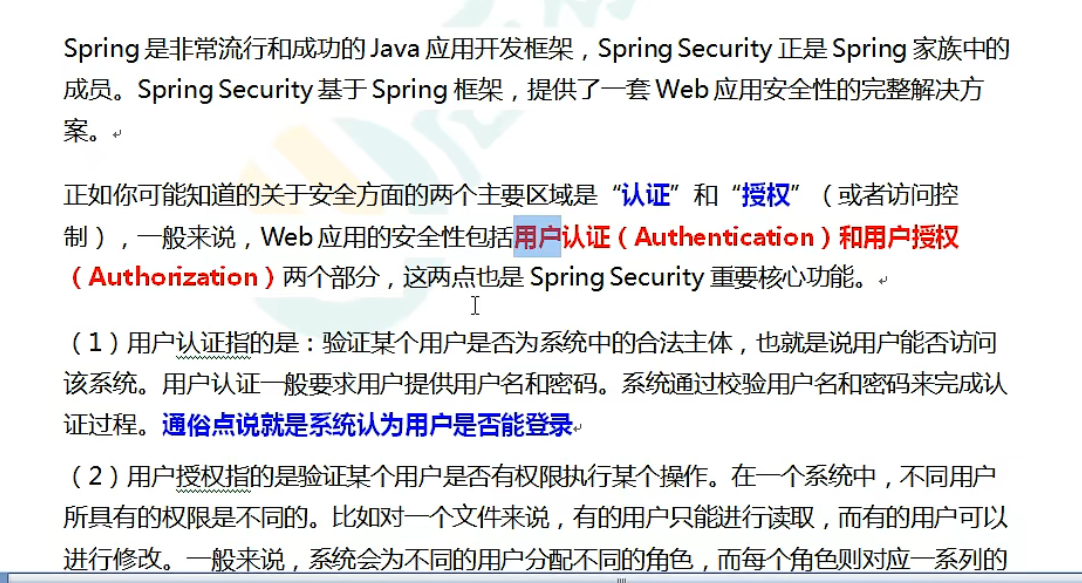 Spring 是非常流行和成功的 Java 应用开发框架，Spring Security 正是 Spring 家族中的
成员。Spring Security 基于 Spring 框架，提供了一套 Web 应用安全性的完整解决方
案。
正如你可能知道的关于安全方面的两个主要区域是“认证”和“授权”（或者访问控
制），一般来说，Web 应用的安全性包括用户认证（Authentication）和用户授权
（Authorization）两个部分，这两点也是 Spring Security 重要核心功能。
（1）用户认证指的是：验证某个用户是否为系统中的合法主体，也就是说用户能否访问
该系统。用户认证一般要求用户提供用户名和密码。系统通过校验用户名和密码来完成认
证过程。通俗点说就是系统认为用户是否能登录
（2）用户授权指的是验证某个用户是否有权限执行某个操作。在一个系统中，不同用户
所具有的权限是不同的。比如对一个文件来说，有的用户只能进行读取，而有的用户可以
进行修改。一般来说，系统会为不同的用户分配不同的角色，而每个角色则对应一系列的